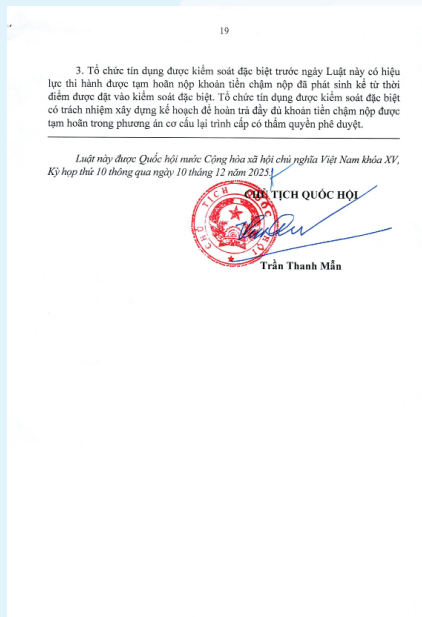 19
3. Tổ chức tín dụng được kiểm soát đặc biệt trước ngày Luật này có hiệu
lực thi hành được tạm hoãn nộp khoản tiền chậm nộp đã phát sinh kể từ thời
điểm được đặt vào kiểm soát đặc biệt. Tổ chức tín dụng được kiểm soát đặc biệt
có trách nhiệm xây dựng kế hoạch để hoàn trả đầy đủ khoản tiền chậm nộp được
tạm hoãn trong phương án cơ cấu lại trình cấp có thẩm quyền phê duyệt.
Luật này được Quốc hội nước Cộng hòa xã hội chủ nghĩa Việt Nam khóa XV,
Kỳ họp thứ 10 thông qua ngày 10 tháng 12 năm 2025.
CHỦ TỊCH QUỐC HỘI
CHỦ TỊCH QUỐC HỘI
Trần Thanh Mẫn